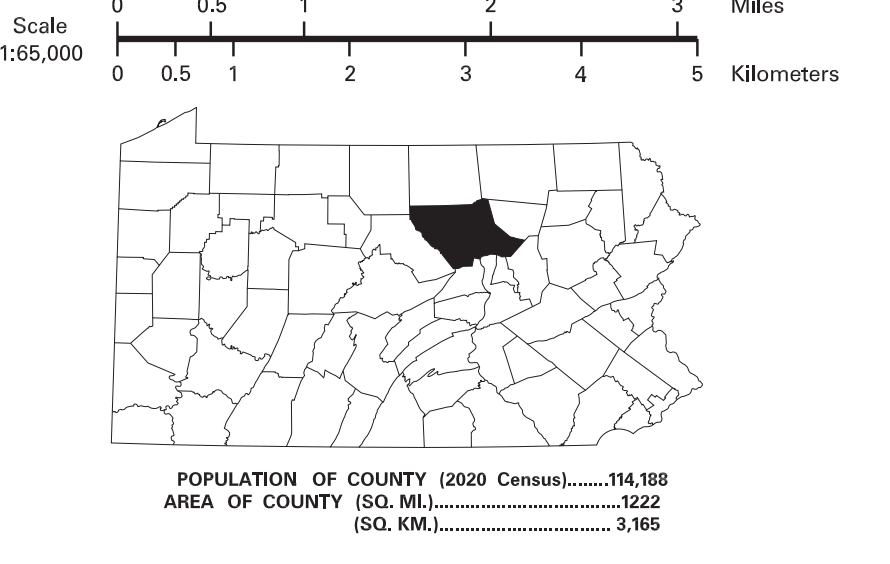 0 0.5 1 2 3 Miles
Scale
1:65,000
0 0.5 1 2 3 4 5 Kilometers
POPULATION OF COUNTY (2020 Census).......114,188
AREA OF COUNTY (SQ. MI.).................................1222
(SQ. KM.).............................. 3,165